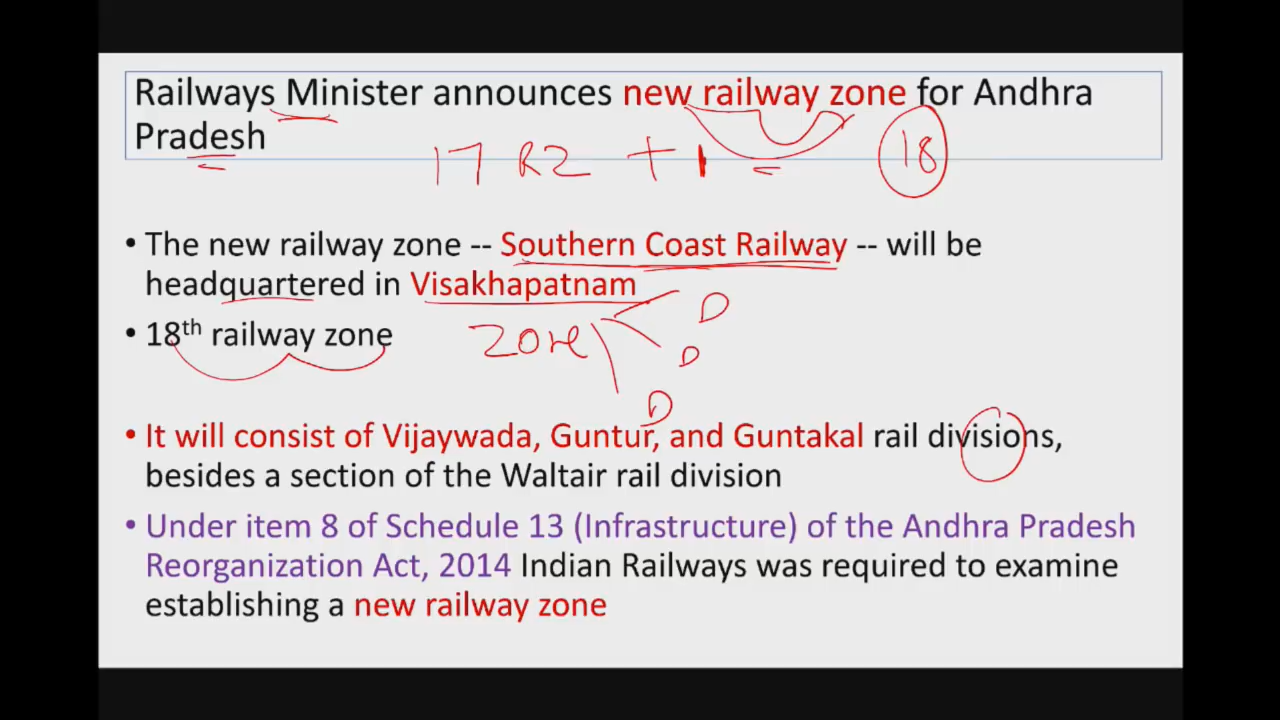 Railways Minister announces new railway zone for Andhra
Pradesh
17 RZ + 1 = 18
• The new railway zone -- Southern Coast Railway -- will be
headquartered in Visakhapatnam
D
• 18th railway zone
Zone
D
D
• It will consist of Vijaywada, Guntur, and Guntakal rail divisions,
besides a section of the Waltair rail division
• Under item 8 of Schedule 13 (Infrastructure) of the Andhra Pradesh
Reorganization Act, 2014 Indian Railways was required to examine
establishing a new railway zone